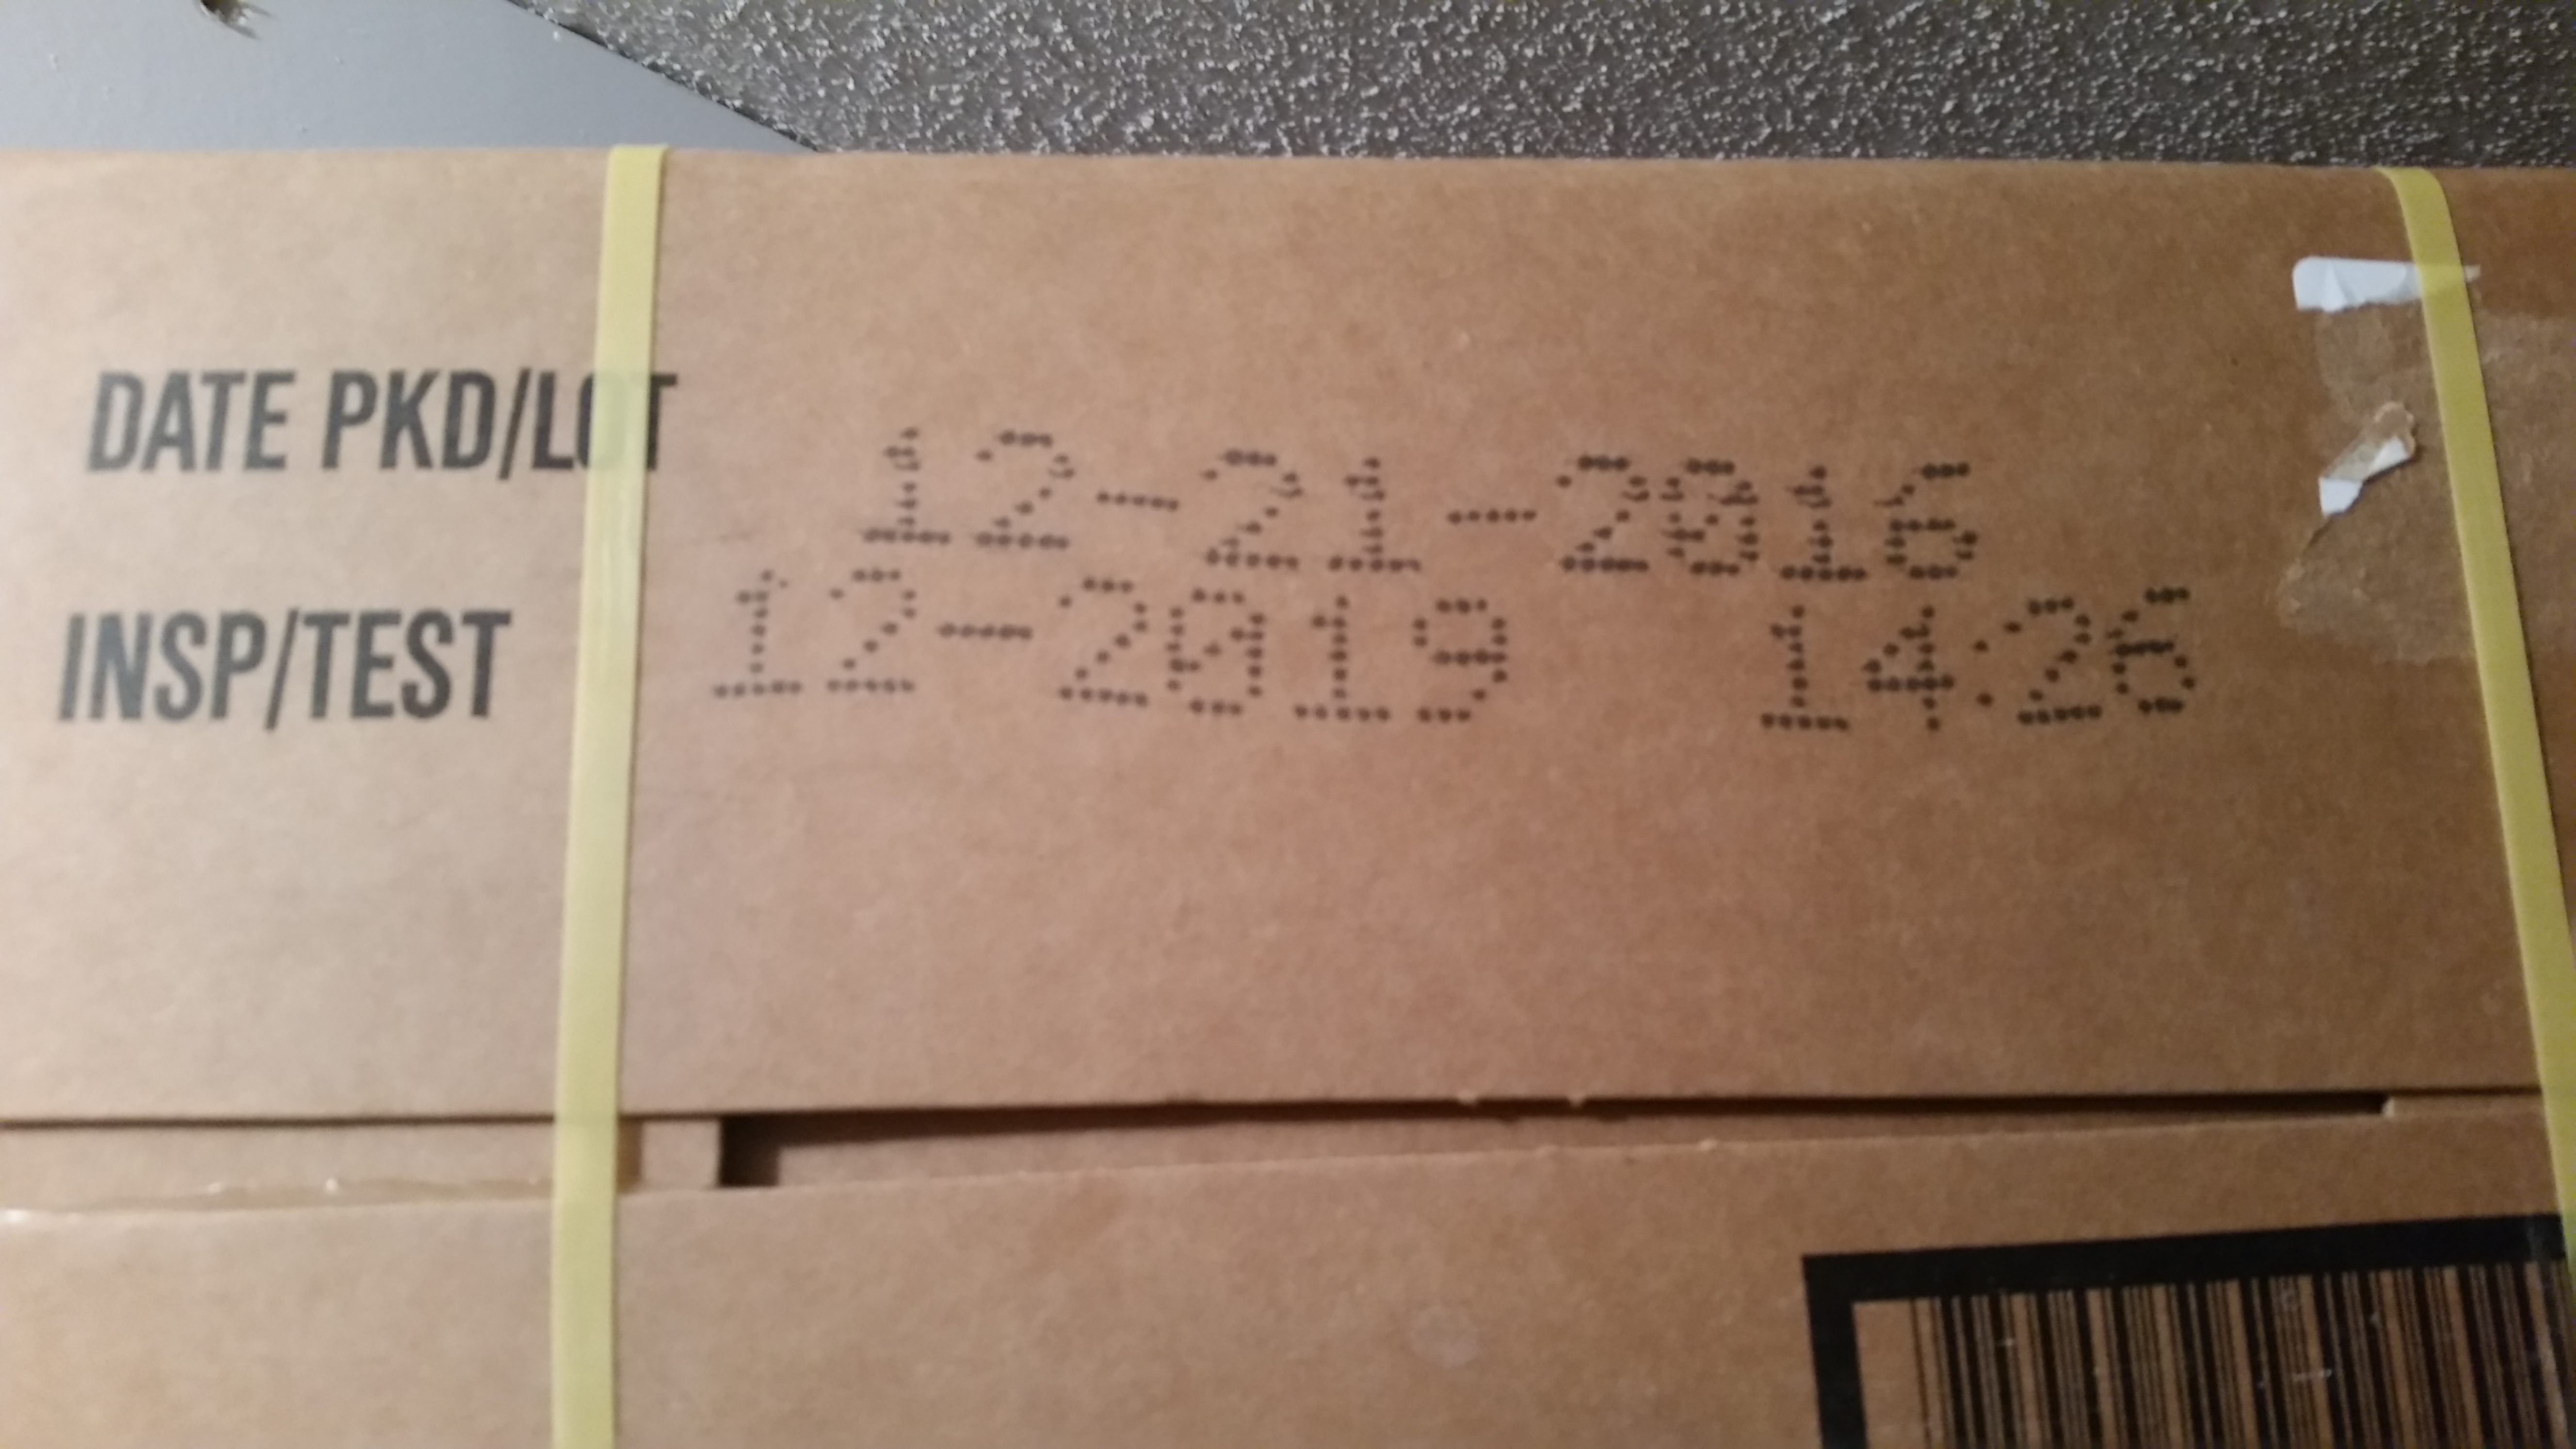 DATE PKD/LOT 12-21-2016
INSP/TEST 12-2019 14:26